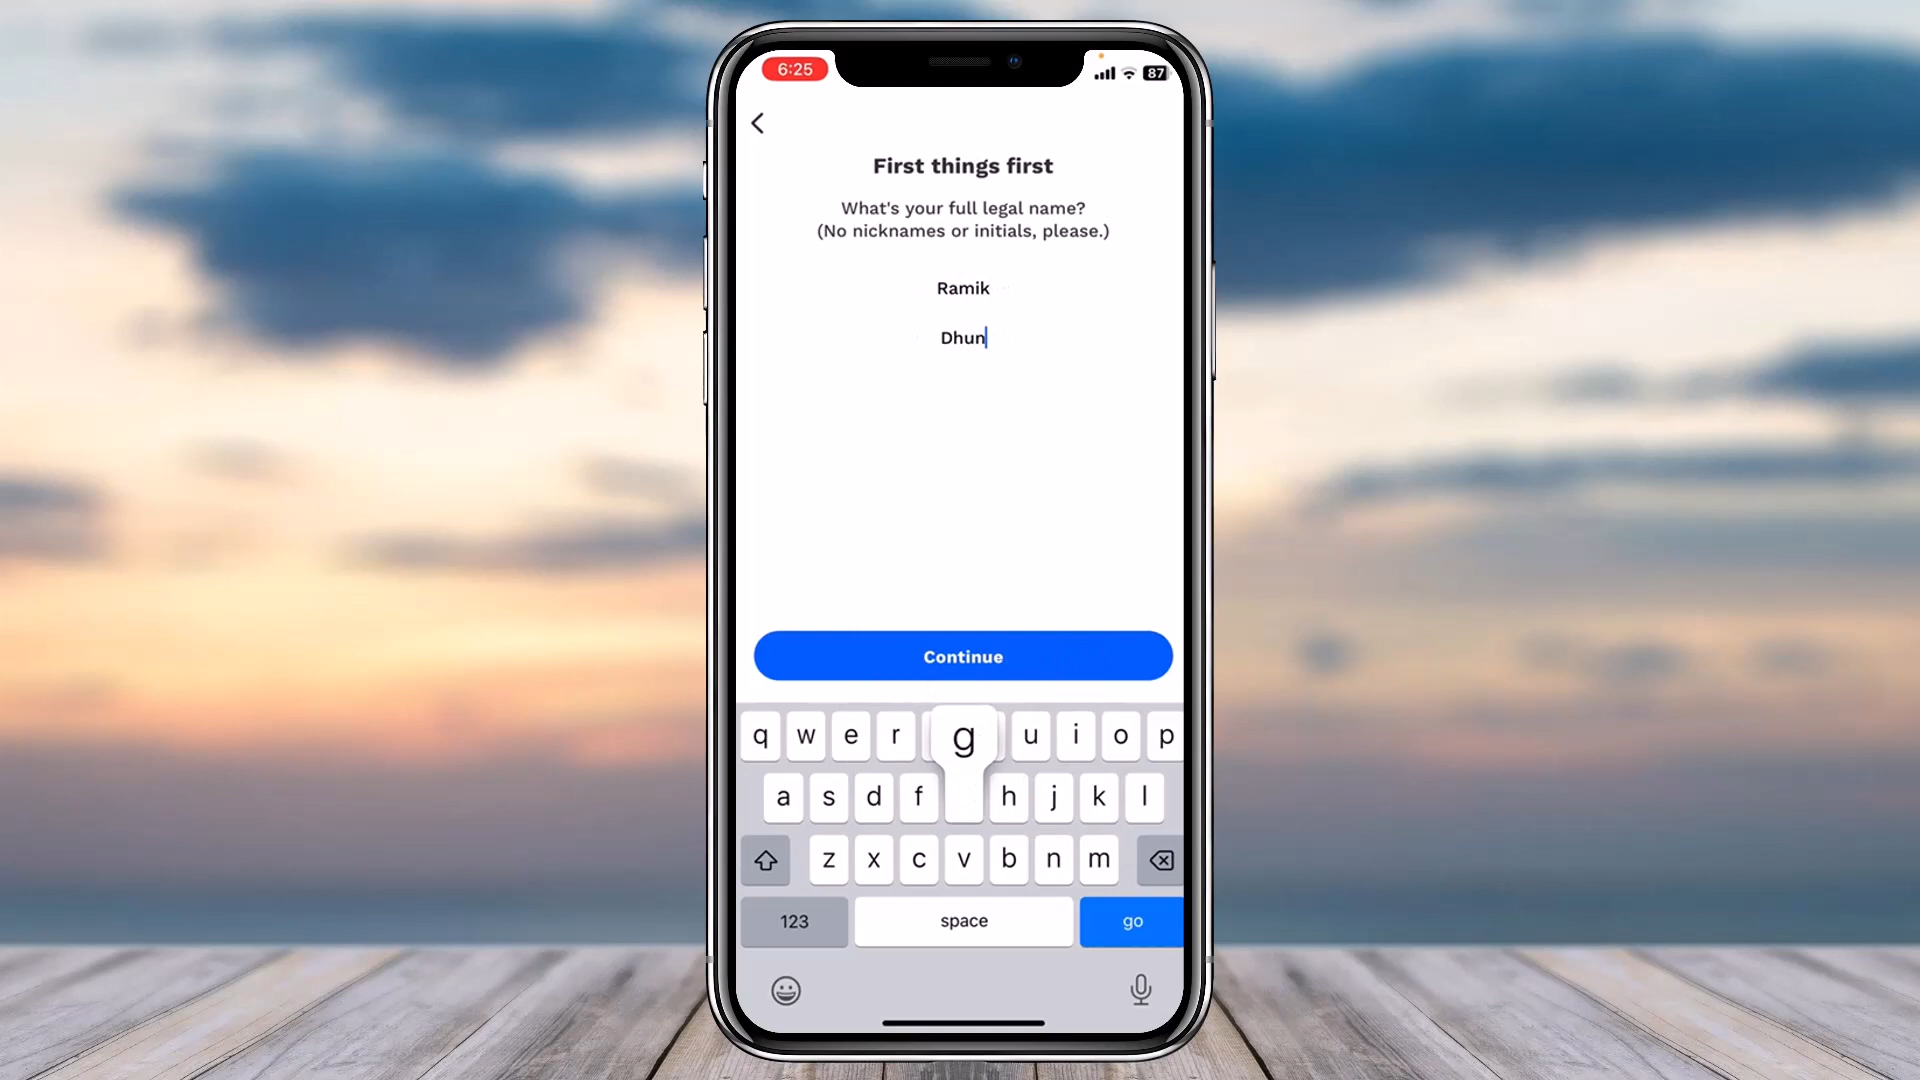 6:25
87
First things first
What's your full legal name?
(No nicknames or initials, please.)
Ramik
Dhun
Continue
q w e r g u i o p
a s d f h j k l
z x c v b n m
123 space go